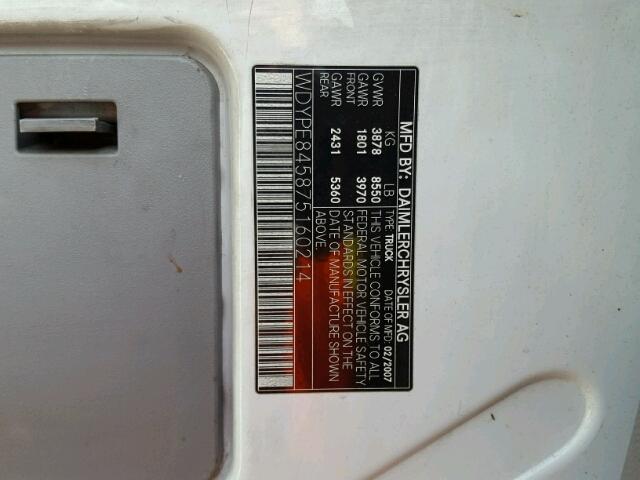 MFD BY: DAIMLERCHRYSLER AG
DATE OF MFD: 02/2007
KG LB TYPE: TRUCK
GVWR 3878 8550 THIS VEHICLE CONFORMS TO ALL
GAWR FRONT 1801 3970 FEDERAL MOTOR VEHICLE SAFETY
STANDARDS IN EFFECT ON THE
GAWR REAR 2431 5360 DATE OF MANUFACTURE SHOWN
ABOVE.
WDYPE845875160214